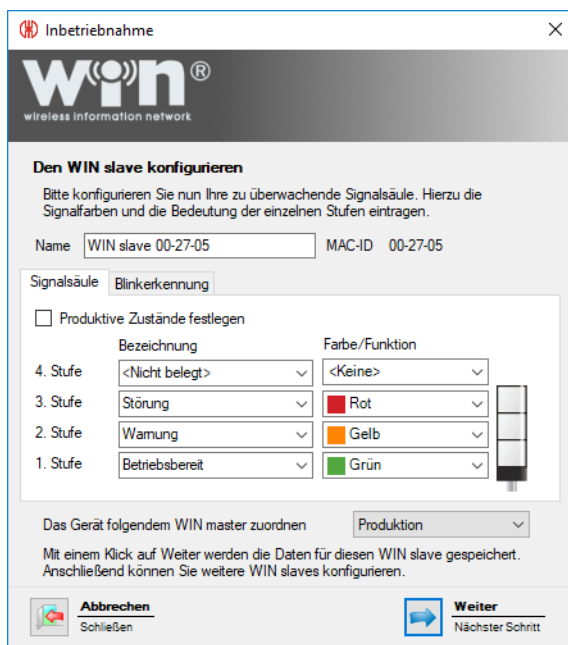 Inbetriebnahme
WIN®
wireless information network
Den WIN slave konfigurieren
Bitte konfigurieren Sie nun Ihre zu überwachende Signalsäule. Hierzu die
Signalfarben und die Bedeutung der einzelnen Stufen eintragen.
Name WIN slave 00-27-05 MAC-ID 00-27-05
Signalsäule Blinkerkennung
Produktive Zustände festlegen
Bezeichnung Farbe/Funktion
4. Stufe <Nicht belegt> <Keine>
3. Stufe Störung Rot
2. Stufe Warnung Gelb
1. Stufe Betriebsbereit Grün
Das Gerät folgendem WIN master zuordnen Produktion
Mit einem Klick auf Weiter werden die Daten für diesen WIN slave gespeichert.
Anschließend können Sie weitere WIN slaves konfigurieren.
Abbrechen Weiter
Schließen Nächster Schritt